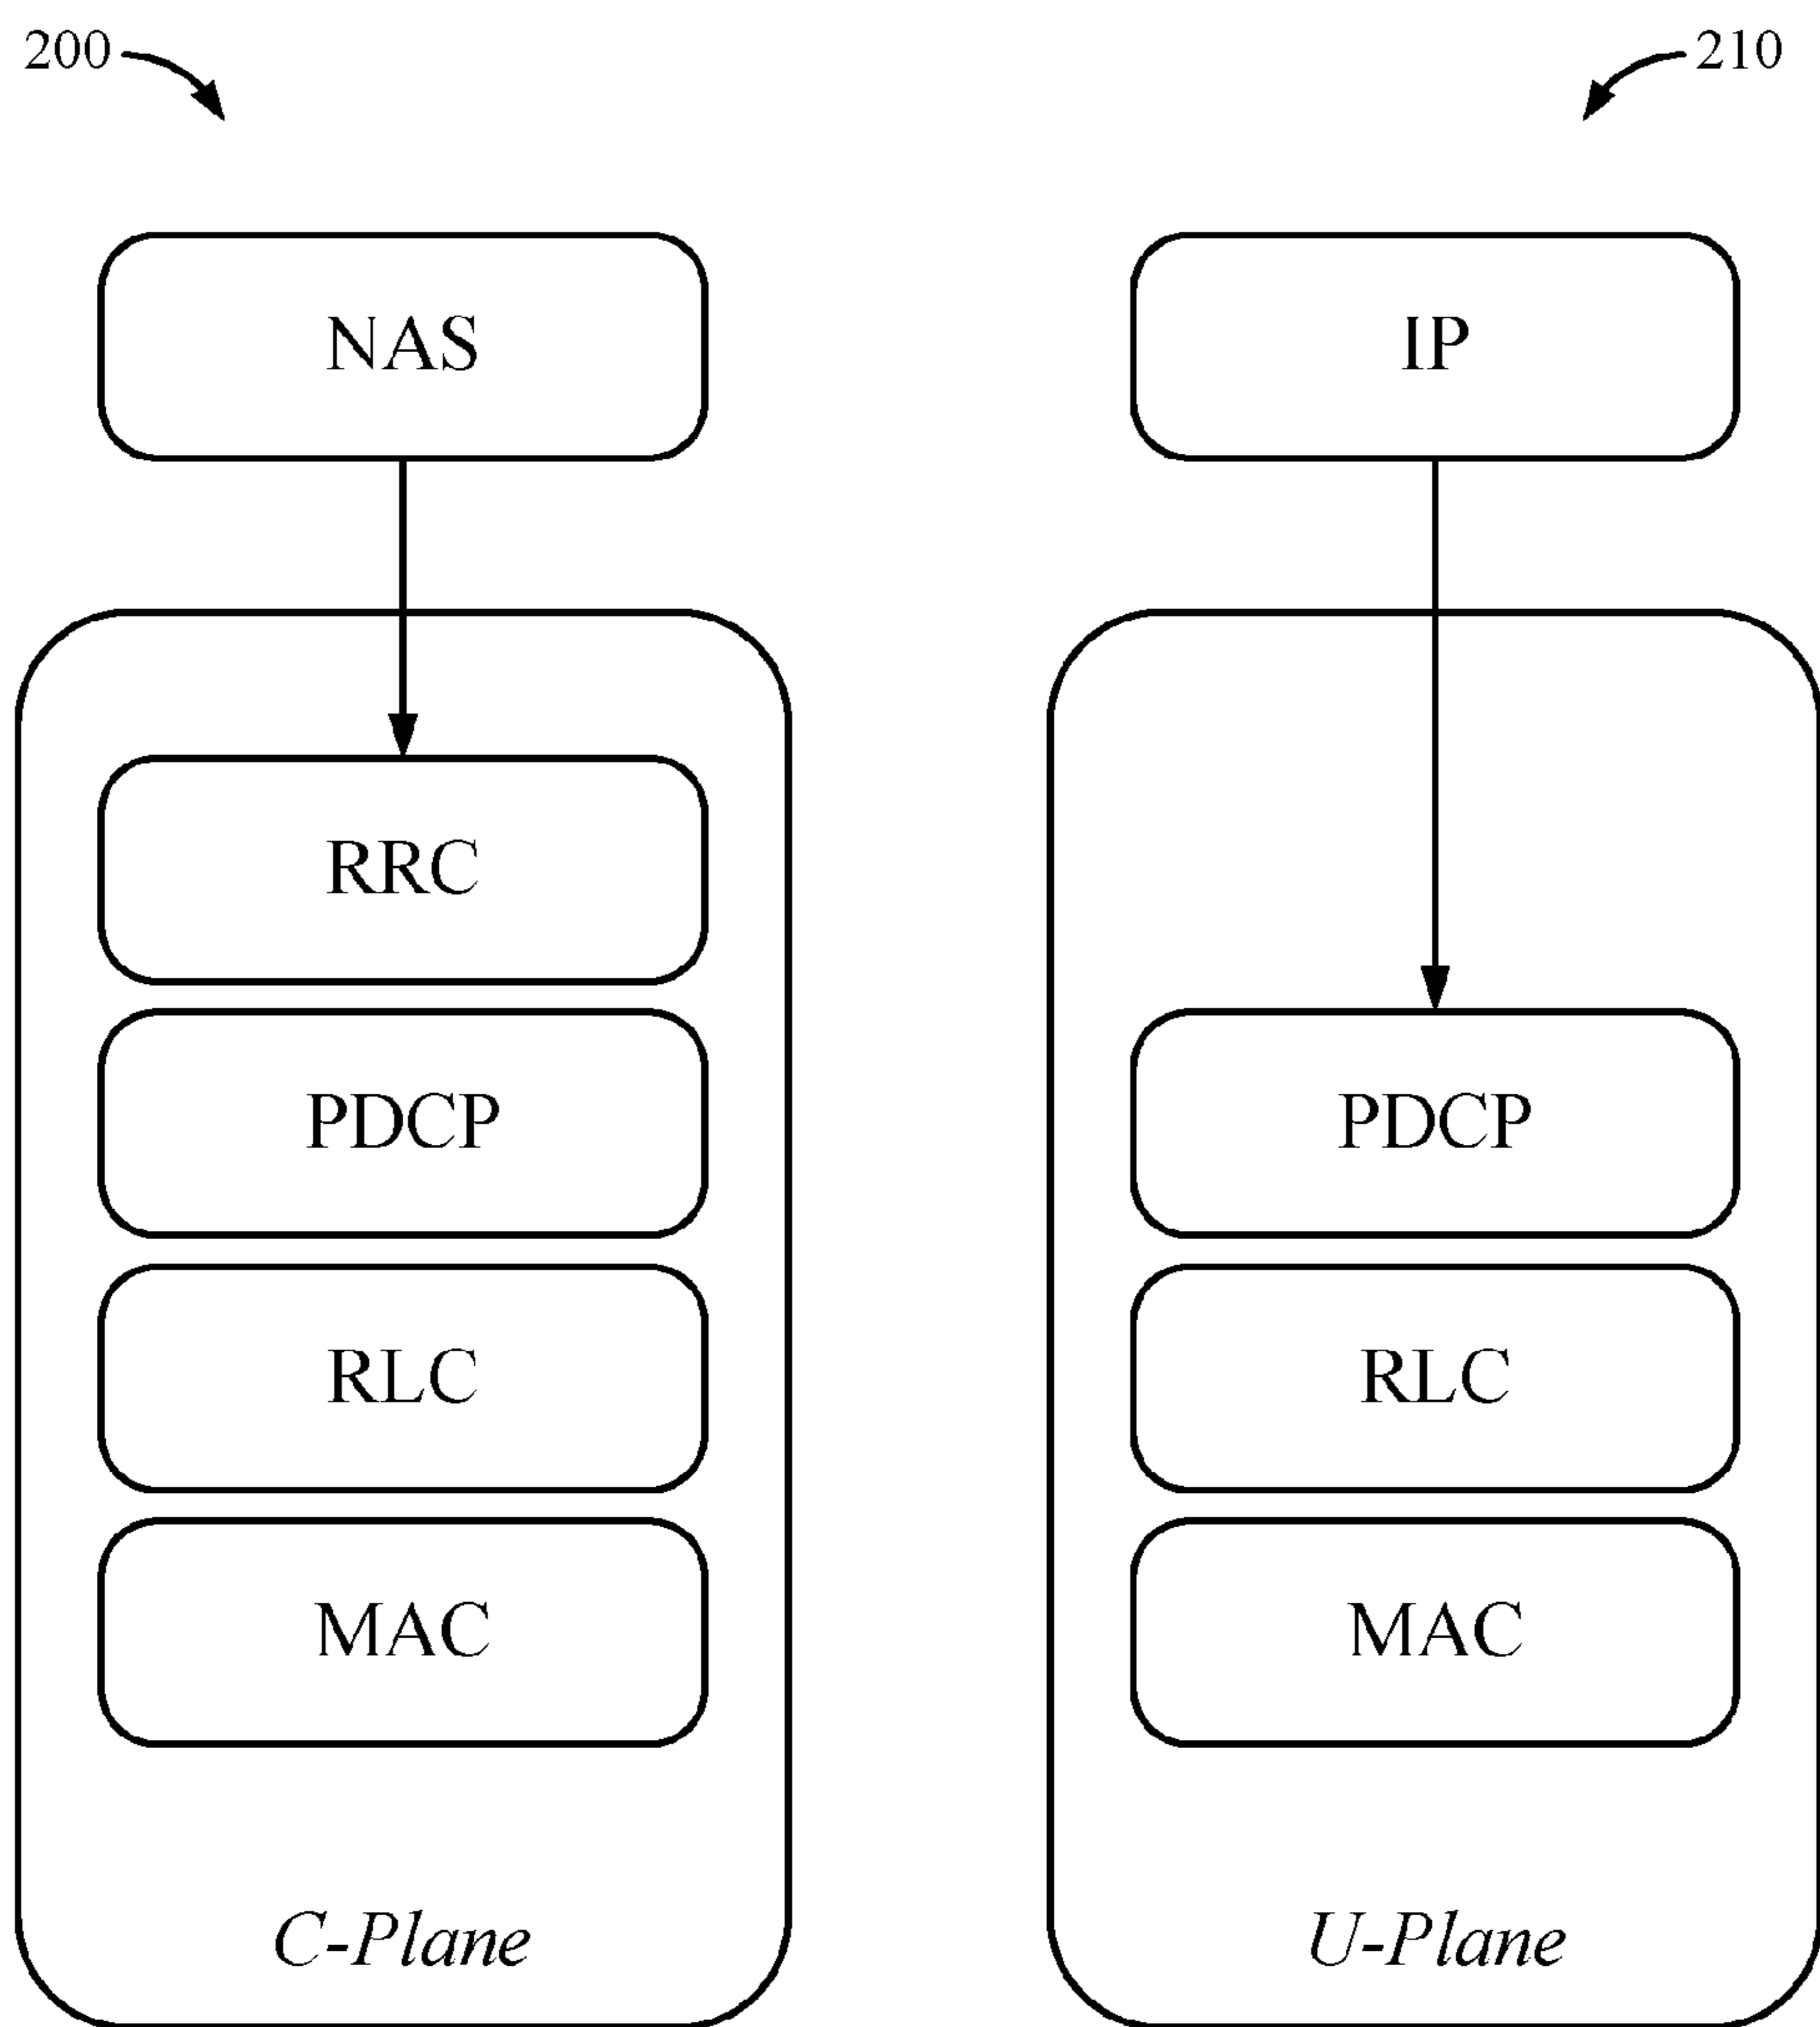 200
210
NAS
IP
RRC
PDCP
PDCP
RLC
RLC
MAC
MAC
C-Plane
U-Plane